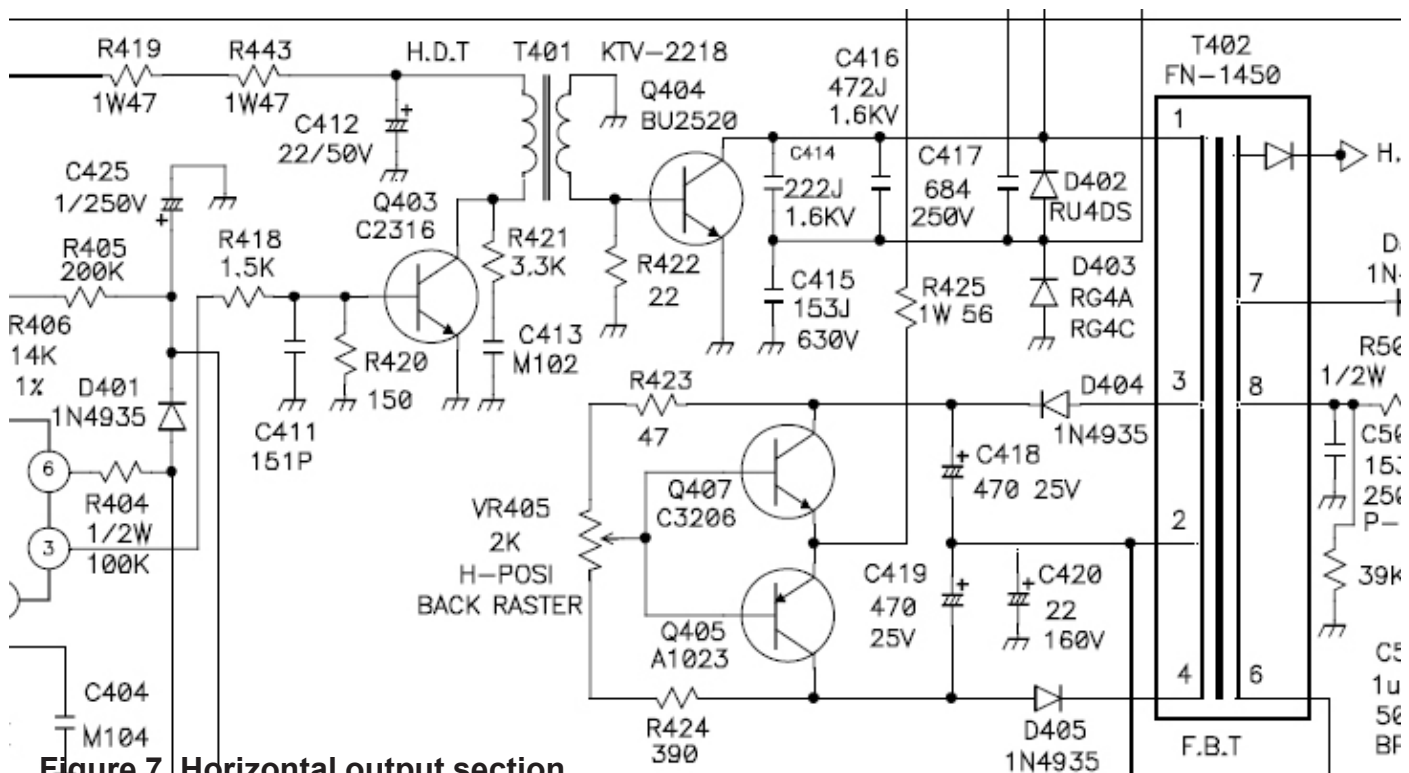 R419
1W47
R443
1W47
H.D.T
T401
KTV-2218
Q404
BU2520
C416
472J
1.6KV
T402
FN-1450
C412
22/50V
C425
1/250V
Q403
C2316
R405
200K
R418
1.5K
R421
3.3K
R422
22
C414
222J
1.6KV
C417
684
250V
D402
RU4DS
1
H.
R406
14K
1%
D401
1N4935
C411
151P
R420
150
C413
M102
C415
153J
630V
R425
1W 56
D403
RG4A
RG4C
7
1N-
R423
47
D404
1N4935
3
8
1/2W
6
R404
1/2W
100K
3
VR405
2K
H-POSI
BACK RASTER
Q407
C3206
C418
470 25V
2
P-
39K
Q405
A1023
C419
470
25V
C420
22
160V
R424
390
D405
1N4935
4
6
F.B.T
C404
M104
Figure 7 Horizontal output section